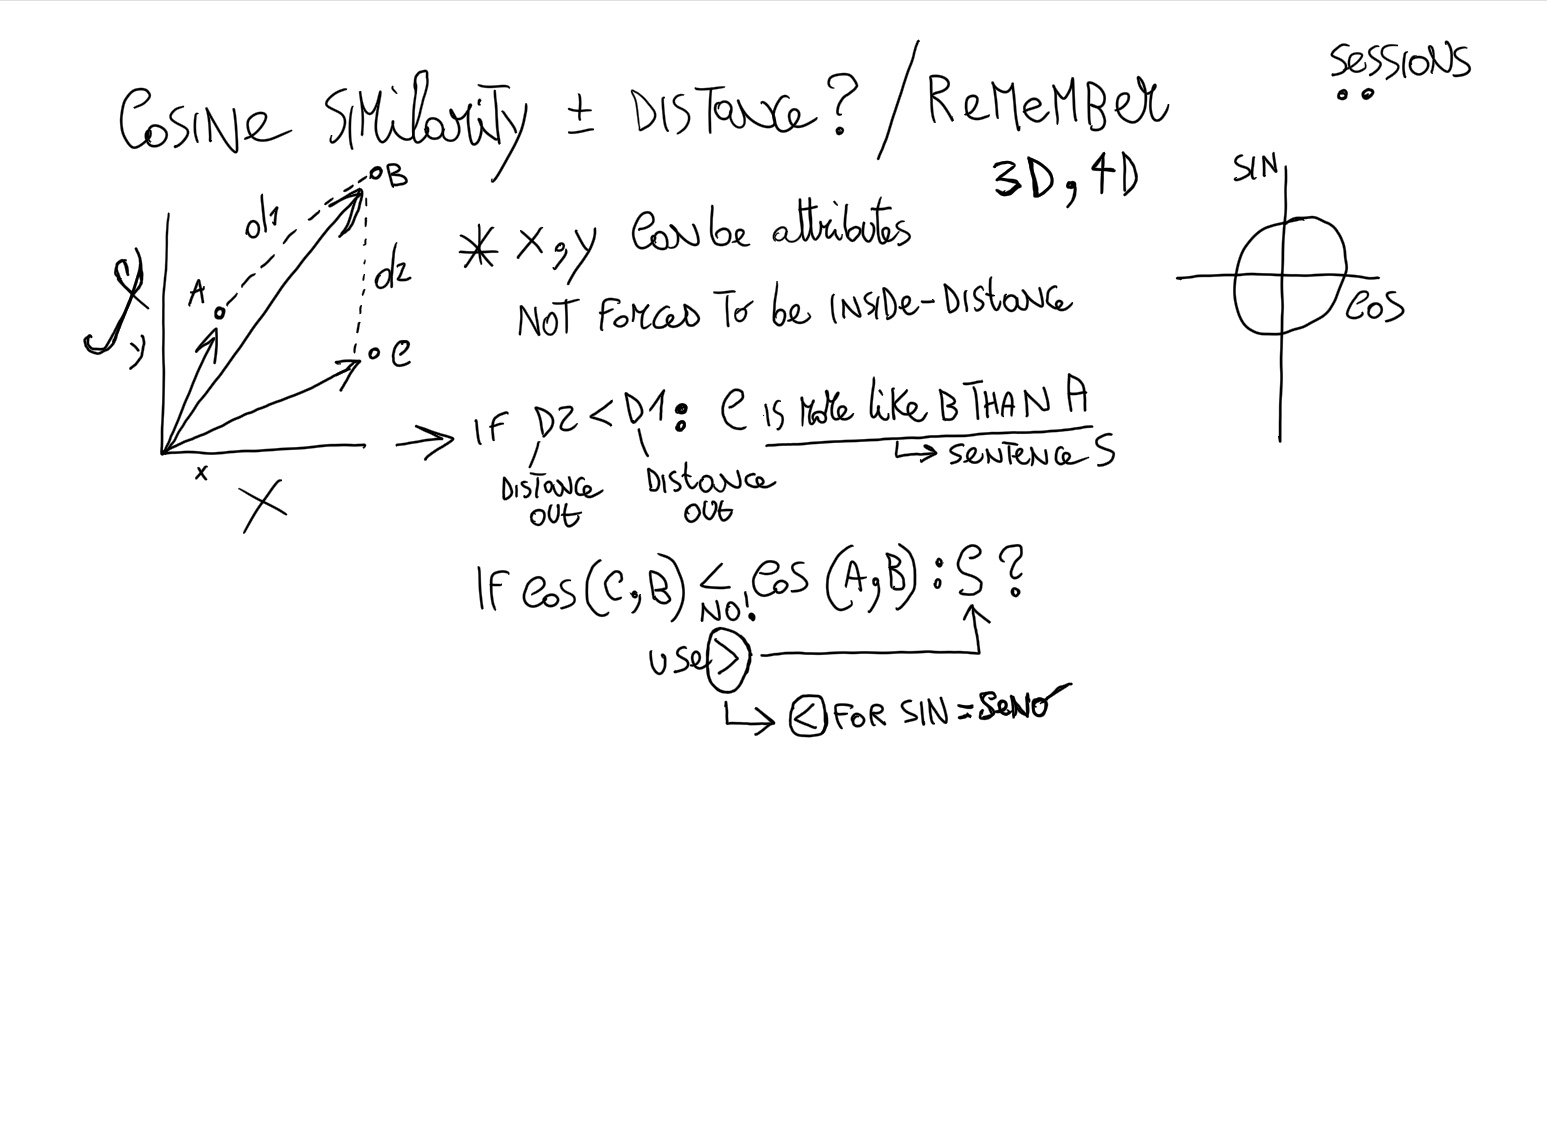 SESSIONS
COSINE SIMILARITY ± DISTANCE? / REMEMBER
3D, 4D
B
d1
A
d2
C
y
x
X
* X, Y CAN be attributes
NOT FORCED TO be INSIDE-DISTANCE
SIN
COS
→ IF D2 < D1: C IS MORE like B THAN A
↳ SENTENCE S
DISTANCE OUT
DISTANCE OUT
IF COS (C, B) < COS (A, B) : S ?
NO!
USE >
↳ < FOR SIN = SENO